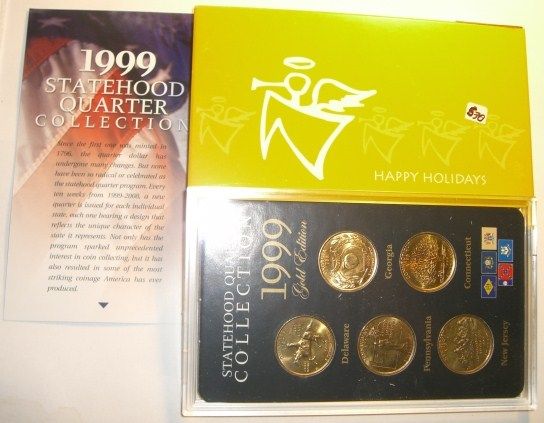 1999
STATEHOOD
QUARTER
COLLECTION
Since the first one was minted in
1796, the quarter dollar has
undergone many changes. But none
have been so radical or celebrated as
the statehood quarter program. Every
ten weeks from 1999-2008, a new
quarter is issued for each individual
state, each one bearing a design that
reflects the unique character of the
state it represents. Not only has the
program sparked unprecedented
interest in coin collecting, but it has
also resulted in some of the most
striking coinage America has ever
produced.
HAPPY HOLIDAYS
$30
STATEHOOD QU
COLLECTION
1999
Gold Edition
Georgia
Connecticut
Delaware
Pennsylvania
New Jersey